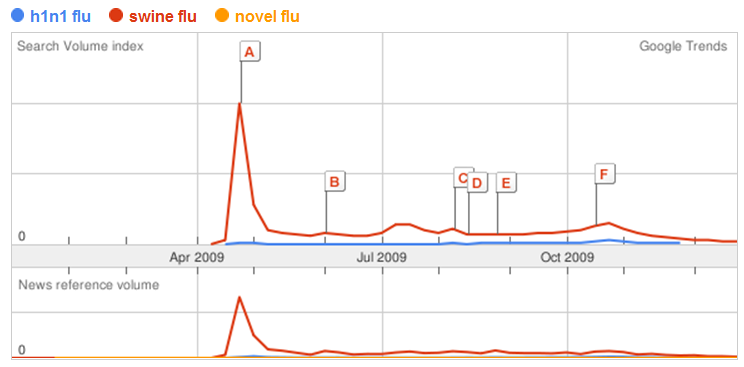 h1n1 flu swine flu novel flu
Search Volume index Google Trends
A
B
C
D
E
F
0
Apr 2009 Jul 2009 Oct 2009
News reference volume
0